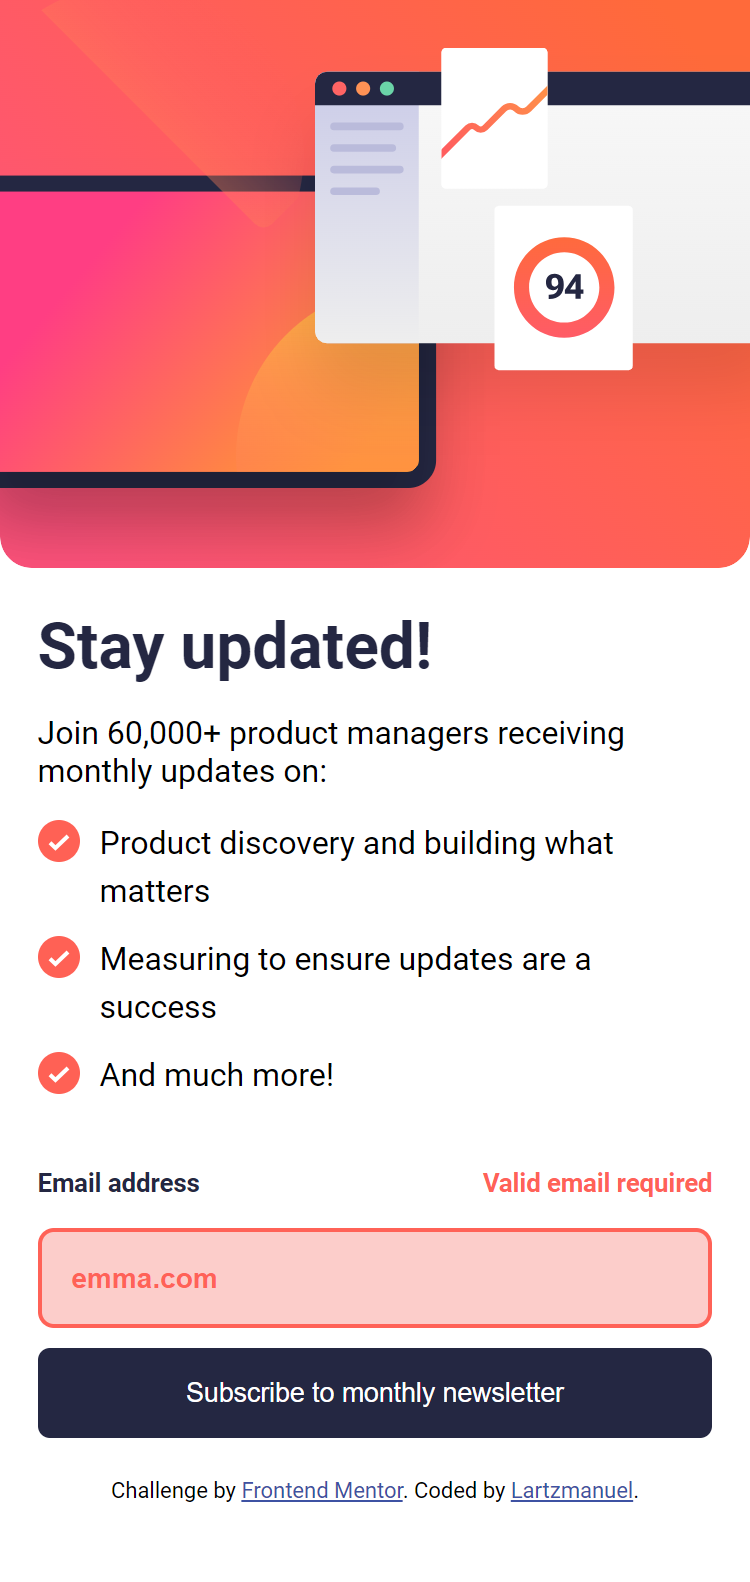 94
Stay updated!
Join 60,000+ product managers receiving
monthly updates on:
Product discovery and building what
matters
Measuring to ensure updates are a
success
And much more!
Email address
Valid email required
emma.com
Subscribe to monthly newsletter
Challenge by Frontend Mentor. Coded by Lartzmanuel.